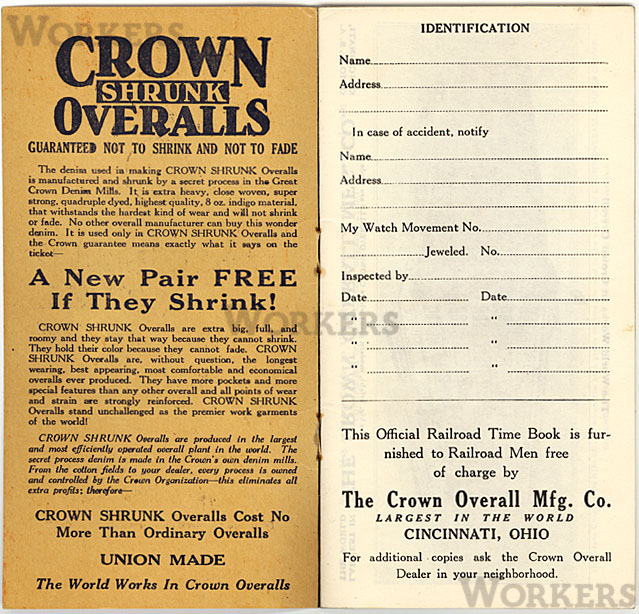 CROWN
SHRUNK
OVERALLS
GUARANTEED NOT TO SHRINK AND NOT TO FADE
The denim used in making CROWN SHRUNK Overalls
is manufactured and shrunk by a secret process in the Great
Crown Denim Mills. It is extra heavy, close woven, super
strong, quadruple dyed, highest quality, 8 oz. indigo material,
that withstands the hardest kind of wear and will not shrink
or fade. No other overall manufacturer can buy this wonder
denim. It is used only in CROWN SHRUNK Overalls and
the Crown guarantee means exactly what it says on the
ticket—
A New Pair FREE
If They Shrink!
CROWN SHRUNK Overalls are extra big, full, and
roomy and they stay that way because they cannot shrink.
They hold their color because they cannot fade. CROWN
SHRUNK Overalls are, without question, the longest
wearing, best appearing, most comfortable and economical
overalls ever produced. They have more pockets and more
special features than any other overall and all points of wear
and strain are strongly reinforced. CROWN SHRUNK
Overalls stand unchallenged as the premier work garments
of the world!
CROWN SHRUNK Overalls are produced in the largest
and most efficiently operated overall plant in the world. The
secret process denim is made in the Crown's own denim mills.
From the cotton fields to your dealer, every process is owned
and controlled by the Crown Organization—this eliminates all
extra profits; therefore—
CROWN SHRUNK Overalls Cost No
More Than Ordinary Overalls
UNION MADE
The World Works In Crown Overalls
IDENTIFICATION
Name
Address
In case of accident, notify
Name
Address
My Watch Movement No.
Jeweled. No.
Inspected by
Date Date
" "
" "
" "
This Official Railroad Time Book is fur-
nished to Railroad Men free
of charge by
The Crown Overall Mfg. Co.
LARGEST IN THE WORLD
CINCINNATI, OHIO
For additional copies ask the Crown Overall
Dealer in your neighborhood.
WORKERS
WORKERS
WORKERS